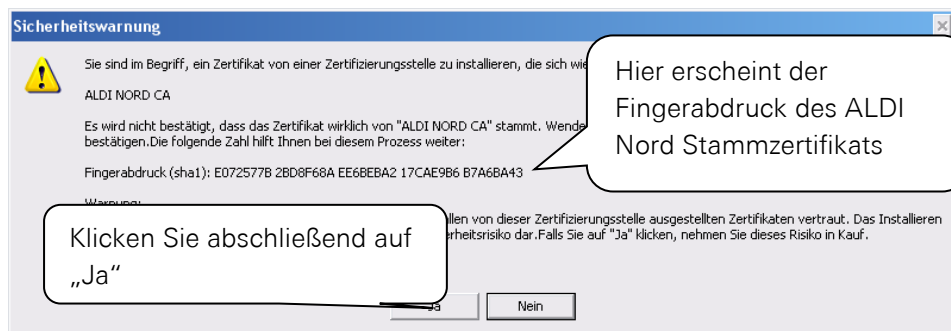 Sicherheitswarnung
Sie sind im Begriff, ein Zertifikat von einer Zertifizierungsstelle zu installieren, die sich
ALDI NORD CA
Es wird nicht bestätigt, dass das Zertifikat wirklich von "ALDI NORD CA" stammt.
bestätigen.Die folgende Zahl hilft Ihnen bei diesem Prozess weiter:
Fingerabdruck (sha1): E072577B 2BD8F68A EE6BEBA2 17CAE9B6 B7A6BA43
Hier erscheint der
Fingerabdruck des ALDI
Nord Stammzertifikats
Warnung:
von dieser Zertifizierungsstelle ausgestellten Zertifikaten vertraut. Das Installieren
dar.Falls Sie auf "Ja" klicken, nehmen Sie dieses Risiko in Kauf.
Klicken Sie abschließend auf
„Ja“
Ja
Nein